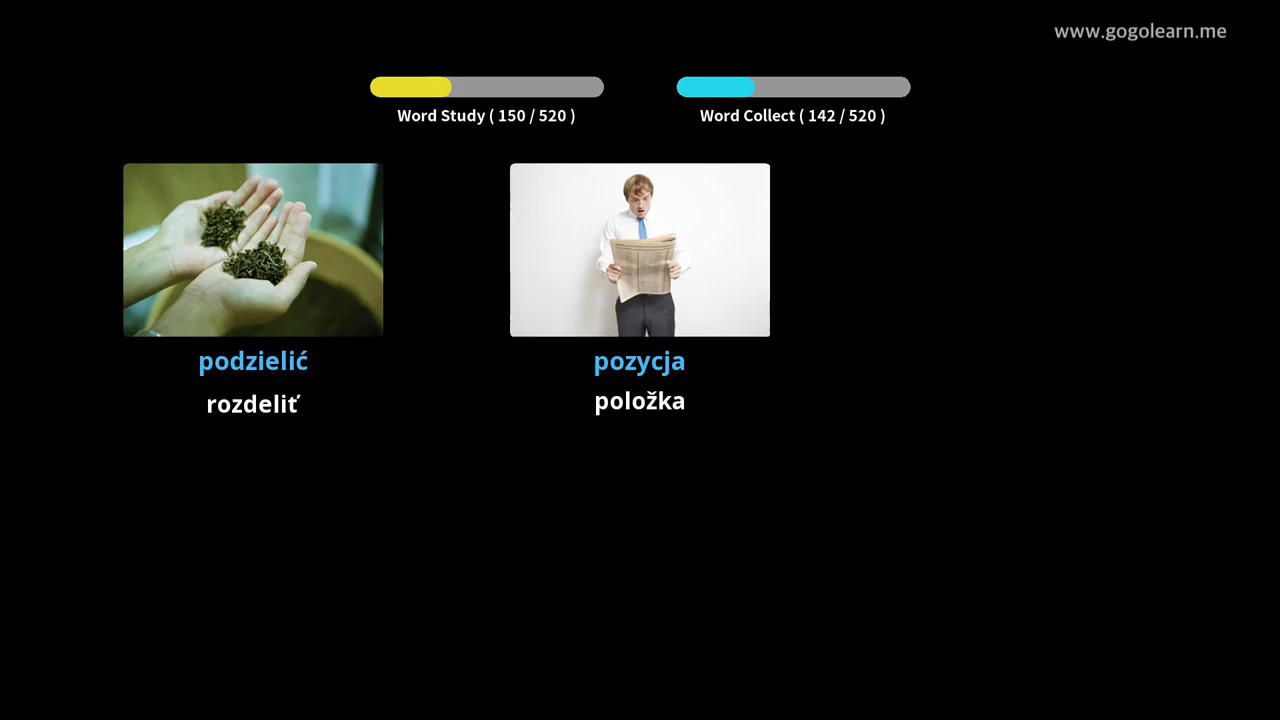 www.gogolearn.me
Word Study ( 150 / 520 )
Word Collect ( 142 / 520 )
podzielić
rozdeliť
pozycja
položka